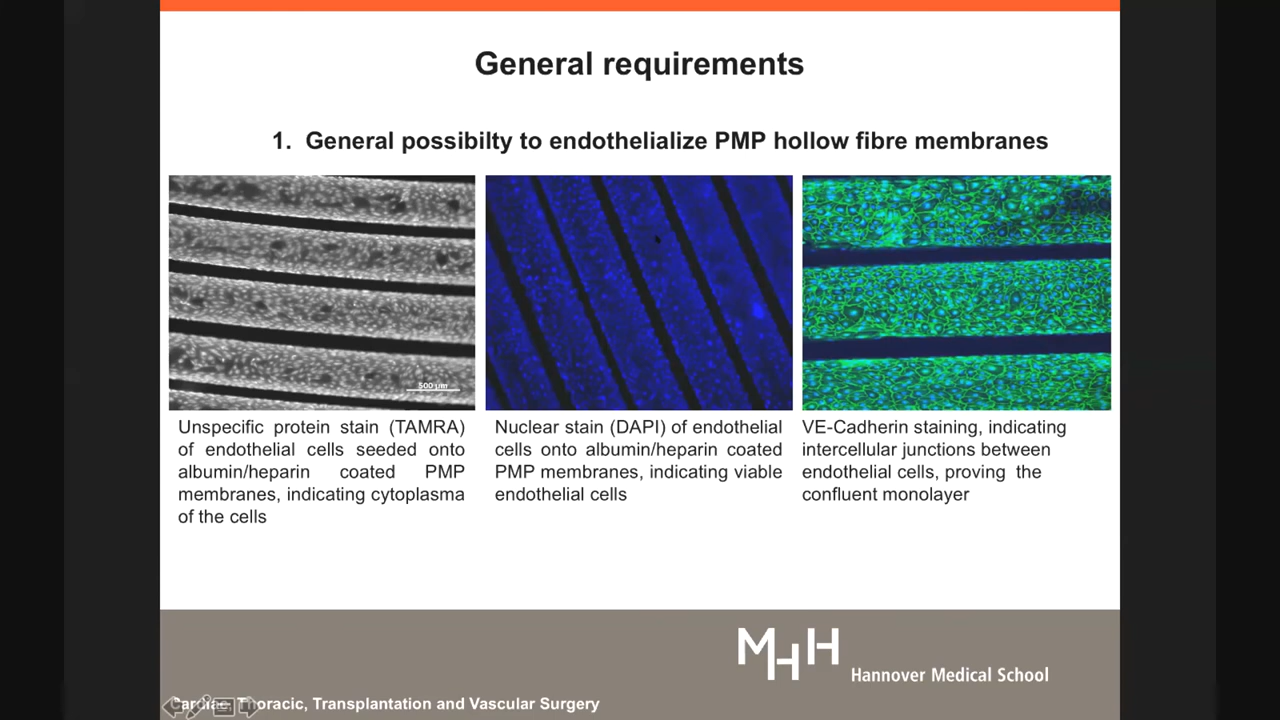 General requirements
1. General possibilty to endothelialize PMP hollow fibre membranes
500 µm
Unspecific protein stain (TAMRA)
of endothelial cells seeded onto
albumin/heparin coated PMP
membranes, indicating cytoplasma
of the cells
Nuclear stain (DAPI) of endothelial
cells onto albumin/heparin coated
PMP membranes, indicating viable
endothelial cells
VE-Cadherin staining, indicating
intercellular junctions between
endothelial cells, proving the
confluent monolayer
MHH
Hannover Medical School
Cardiac, Thoracic, Transplantation and Vascular Surgery